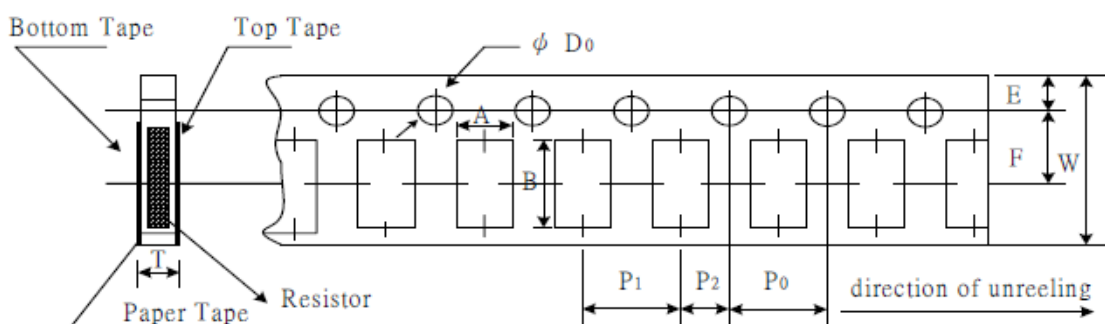 Bottom Tape
Top Tape
ϕ D₀
E
A
F
W
B
T
P₁
P₂
P₀
direction of unreeling
Resistor
Paper Tape